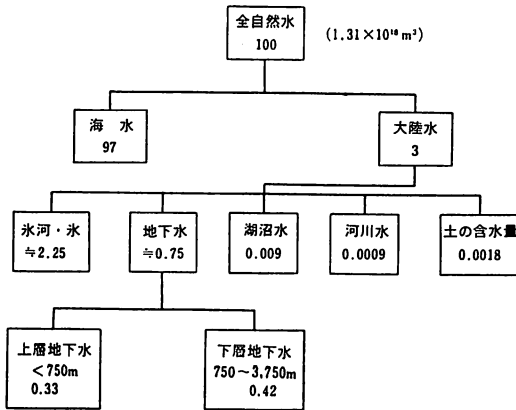 全自然水
100
(1.31×10¹⁸m³)
海 水
97
大陸水
3
氷河・氷
≒2.25
地下水
≒0.75
湖沼水
0.009
河川水
0.0009
土の含水量
0.0018
上層地下水
<750m
0.33
下層地下水
750～3,750m
0.42